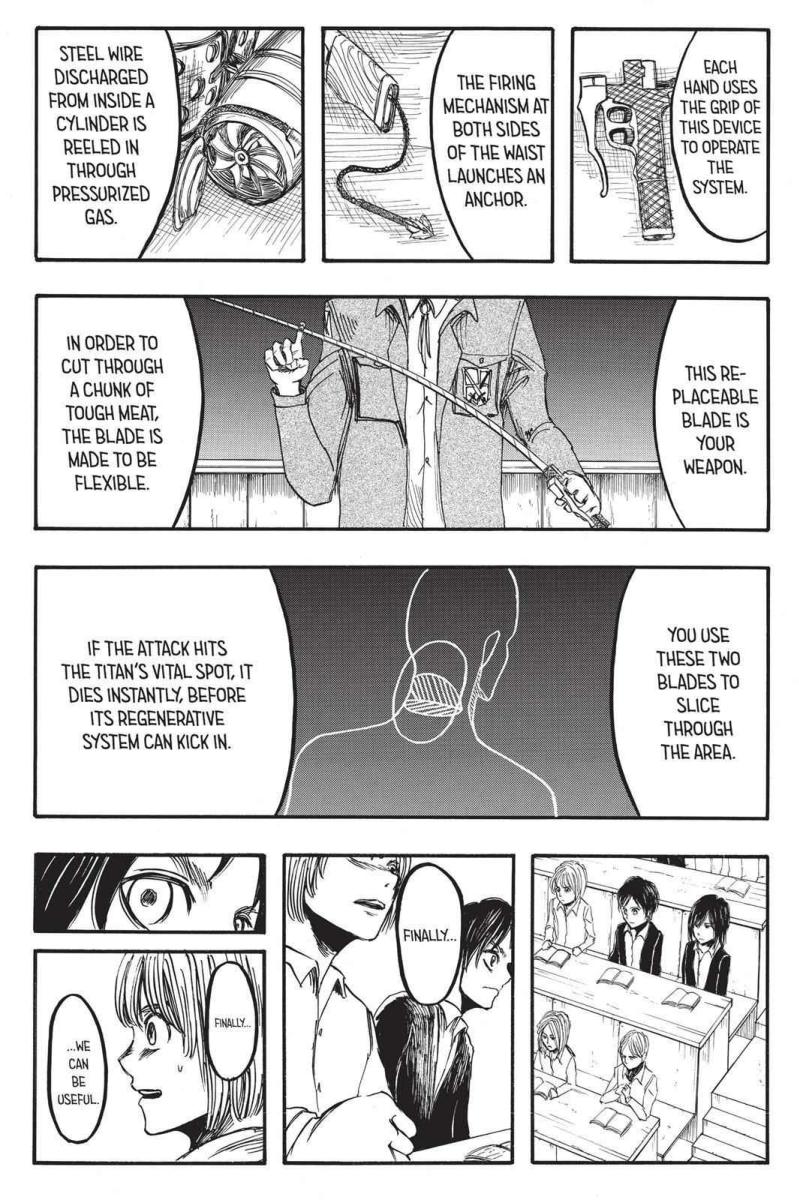 EACH
HAND USES
THE GRIP OF
THIS DEVICE
TO OPERATE
THE
SYSTEM.
THE FIRING
MECHANISM AT
BOTH SIDES
OF THE WAIST
LAUNCHES AN
ANCHOR.
STEEL WIRE
DISCHARGED
FROM INSIDE A
CYLINDER IS
REELED IN
THROUGH
PRESSURIZED
GAS.
THIS RE-
PLACEABLE
BLADE IS
YOUR
WEAPON.
IN ORDER TO
CUT THROUGH
A CHUNK OF
TOUGH MEAT,
THE BLADE IS
MADE TO BE
FLEXIBLE.
YOU USE
THESE TWO
BLADES TO
SLICE
THROUGH
THE AREA.
IF THE ATTACK HITS
THE TITAN'S VITAL SPOT, IT
DIES INSTANTLY, BEFORE
ITS REGENERATIVE
SYSTEM CAN KICK IN.
FINALLY...
FINALLY...
...WE
CAN
BE
USEFUL.